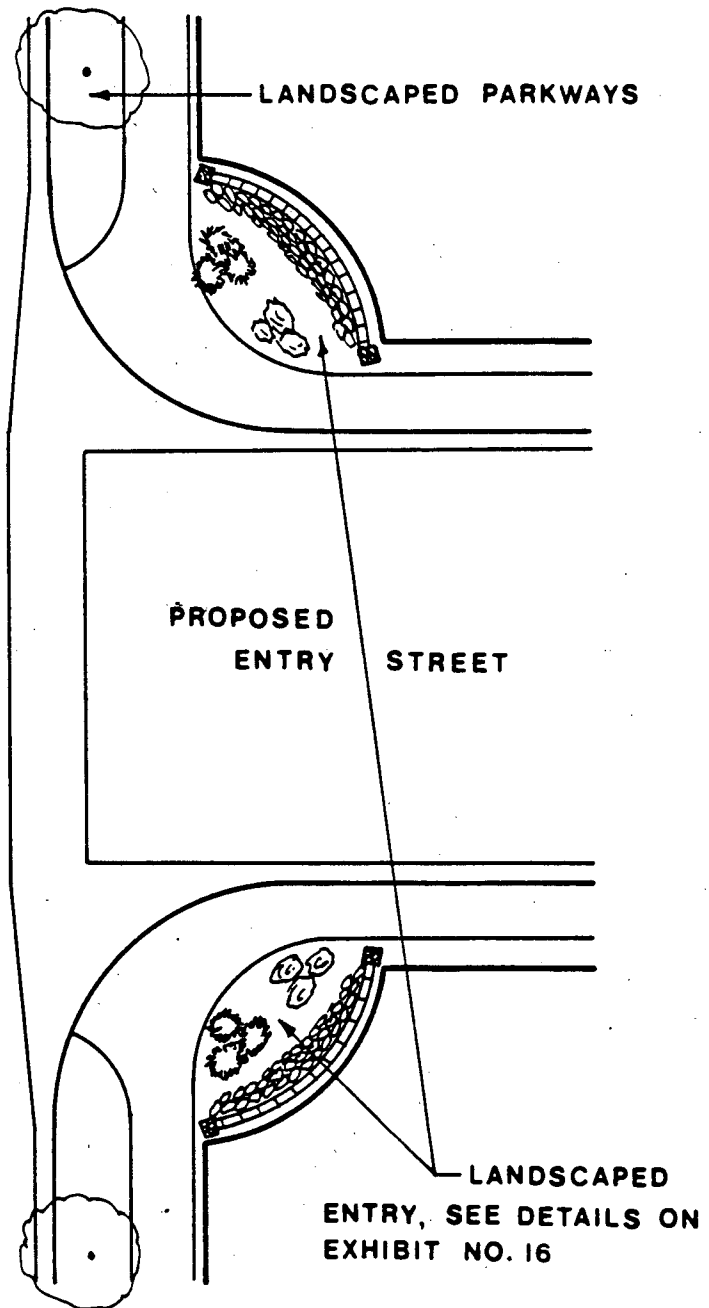 LANDSCAPED PARKWAYS
PROPOSED
ENTRY STREET
LANDSCAPED
ENTRY, SEE DETAILS ON
EXHIBIT NO. 16